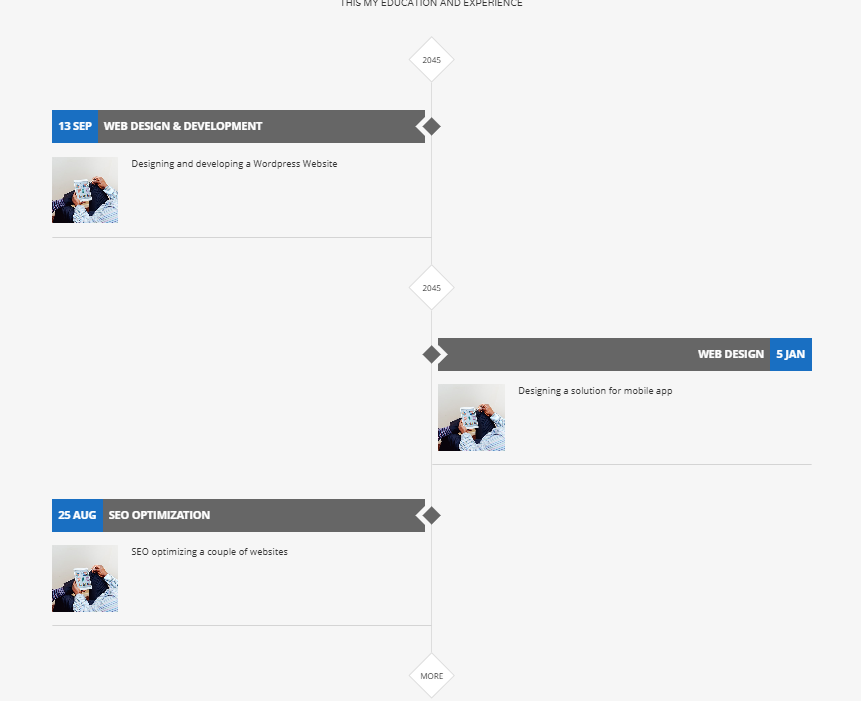 THIS MY EDUCATION AND EXPERIENCE
2045
13 SEP WEB DESIGN & DEVELOPMENT
Designing and developing a Wordpress Website
2045
WEB DESIGN 5 JAN
Designing a solution for mobile app
25 AUG SEO OPTIMIZATION
SEO optimizing a couple of websites
MORE